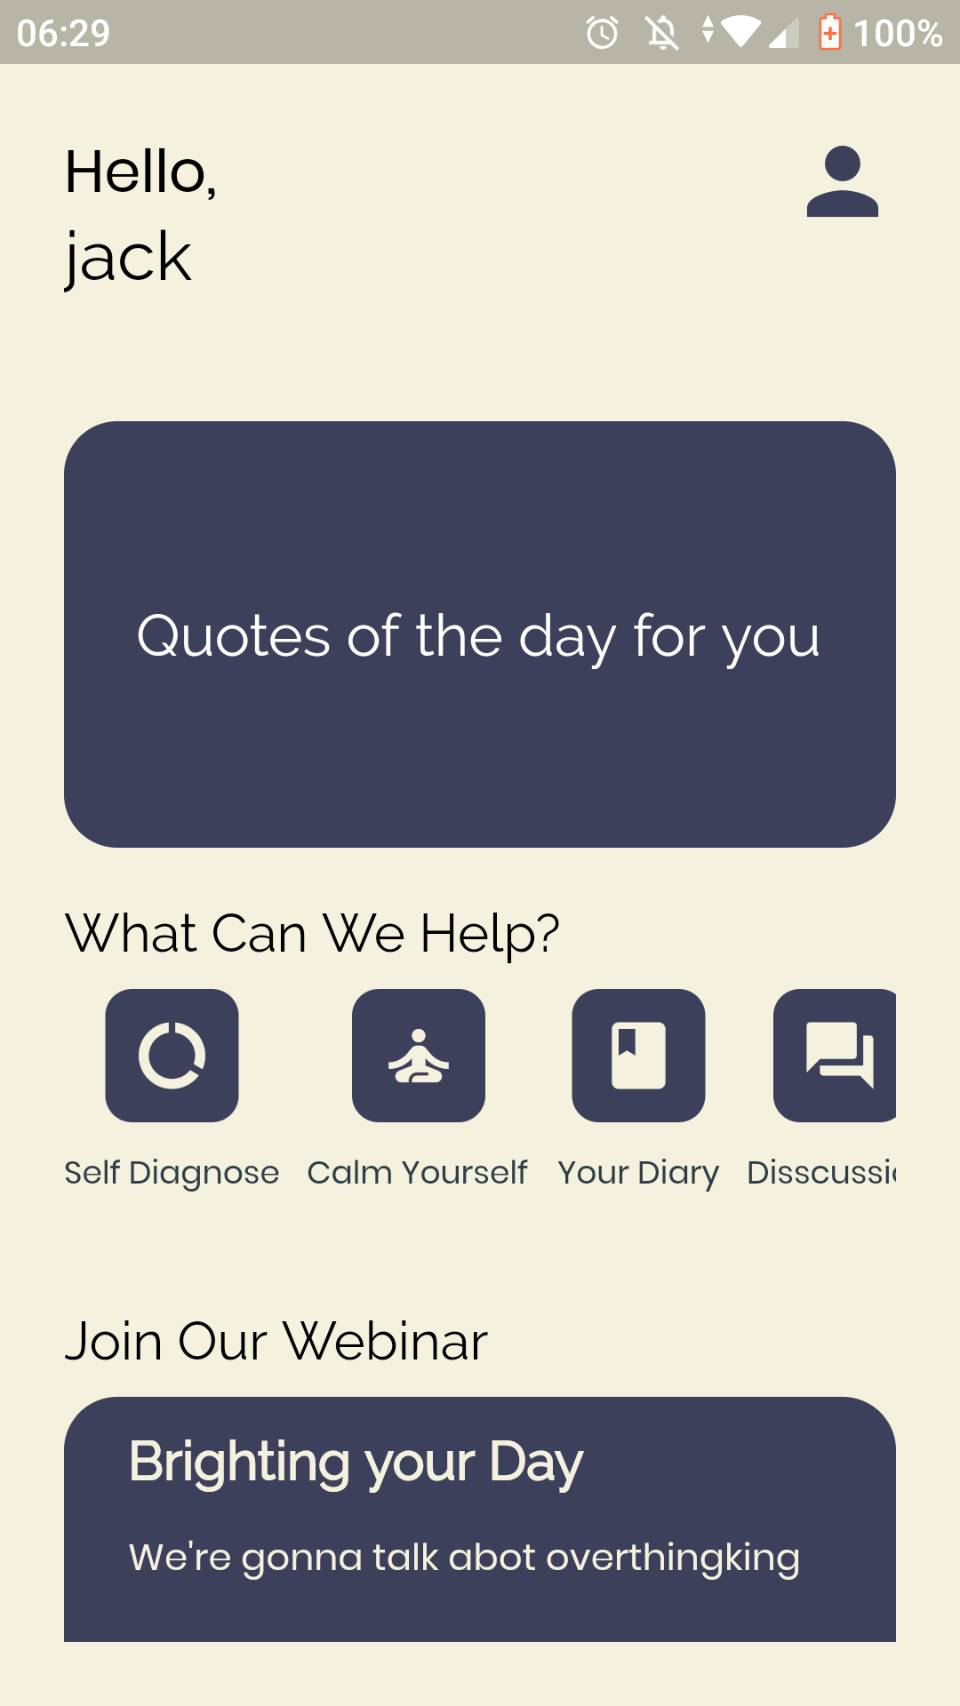 06:29
100%
Hello,
jack
Quotes of the day for you
What Can We Help?
Self Diagnose
Calm Yourself
Your Diary
Disscussi
Join Our Webinar
Brighting your Day
We're gonna talk abot overthingking